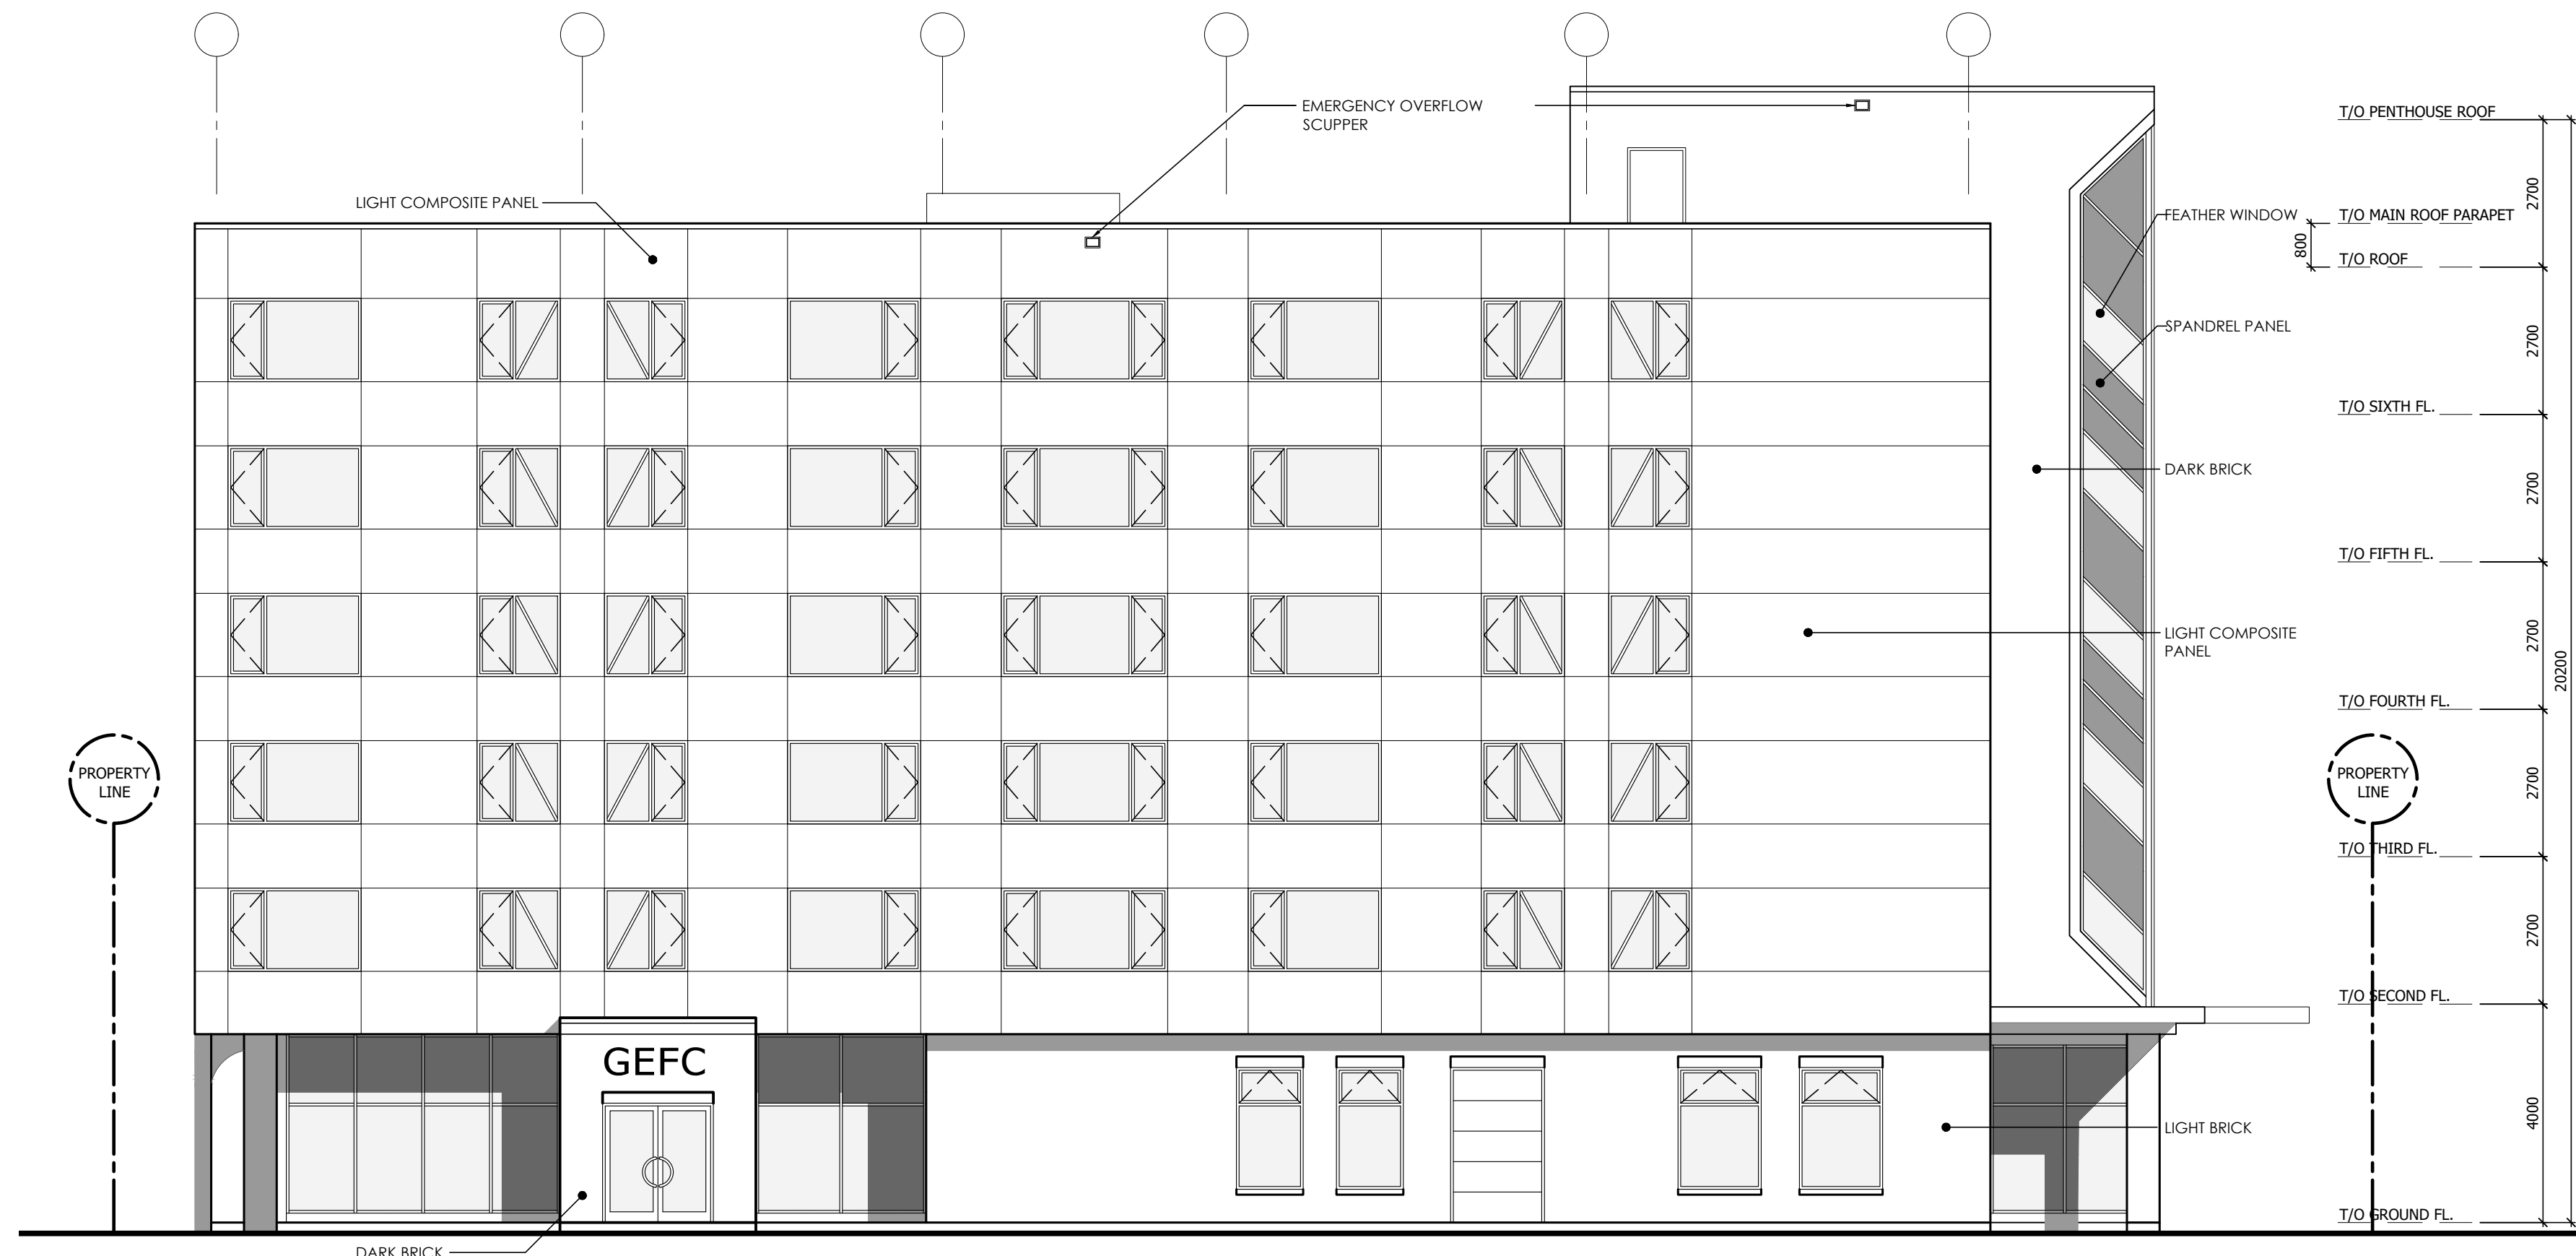 EMERGENCY OVERFLOW
SCUPPER
T/O PENTHOUSE ROOF
2700
LIGHT COMPOSITE PANEL
FEATHER WINDOW
T/O MAIN ROOF PARAPET
800
T/O ROOF
SPANDREL PANEL
2700
T/O SIXTH FL.
DARK BRICK
2700
T/O FIFTH FL.
LIGHT COMPOSITE
PANEL
2700
20200
T/O FOURTH FL.
PROPERTY
LINE
PROPERTY
LINE
2700
T/O THIRD FL.
2700
T/O SECOND FL.
GEFC
4000
LIGHT BRICK
T/O GROUND FL.
DARK BRICK